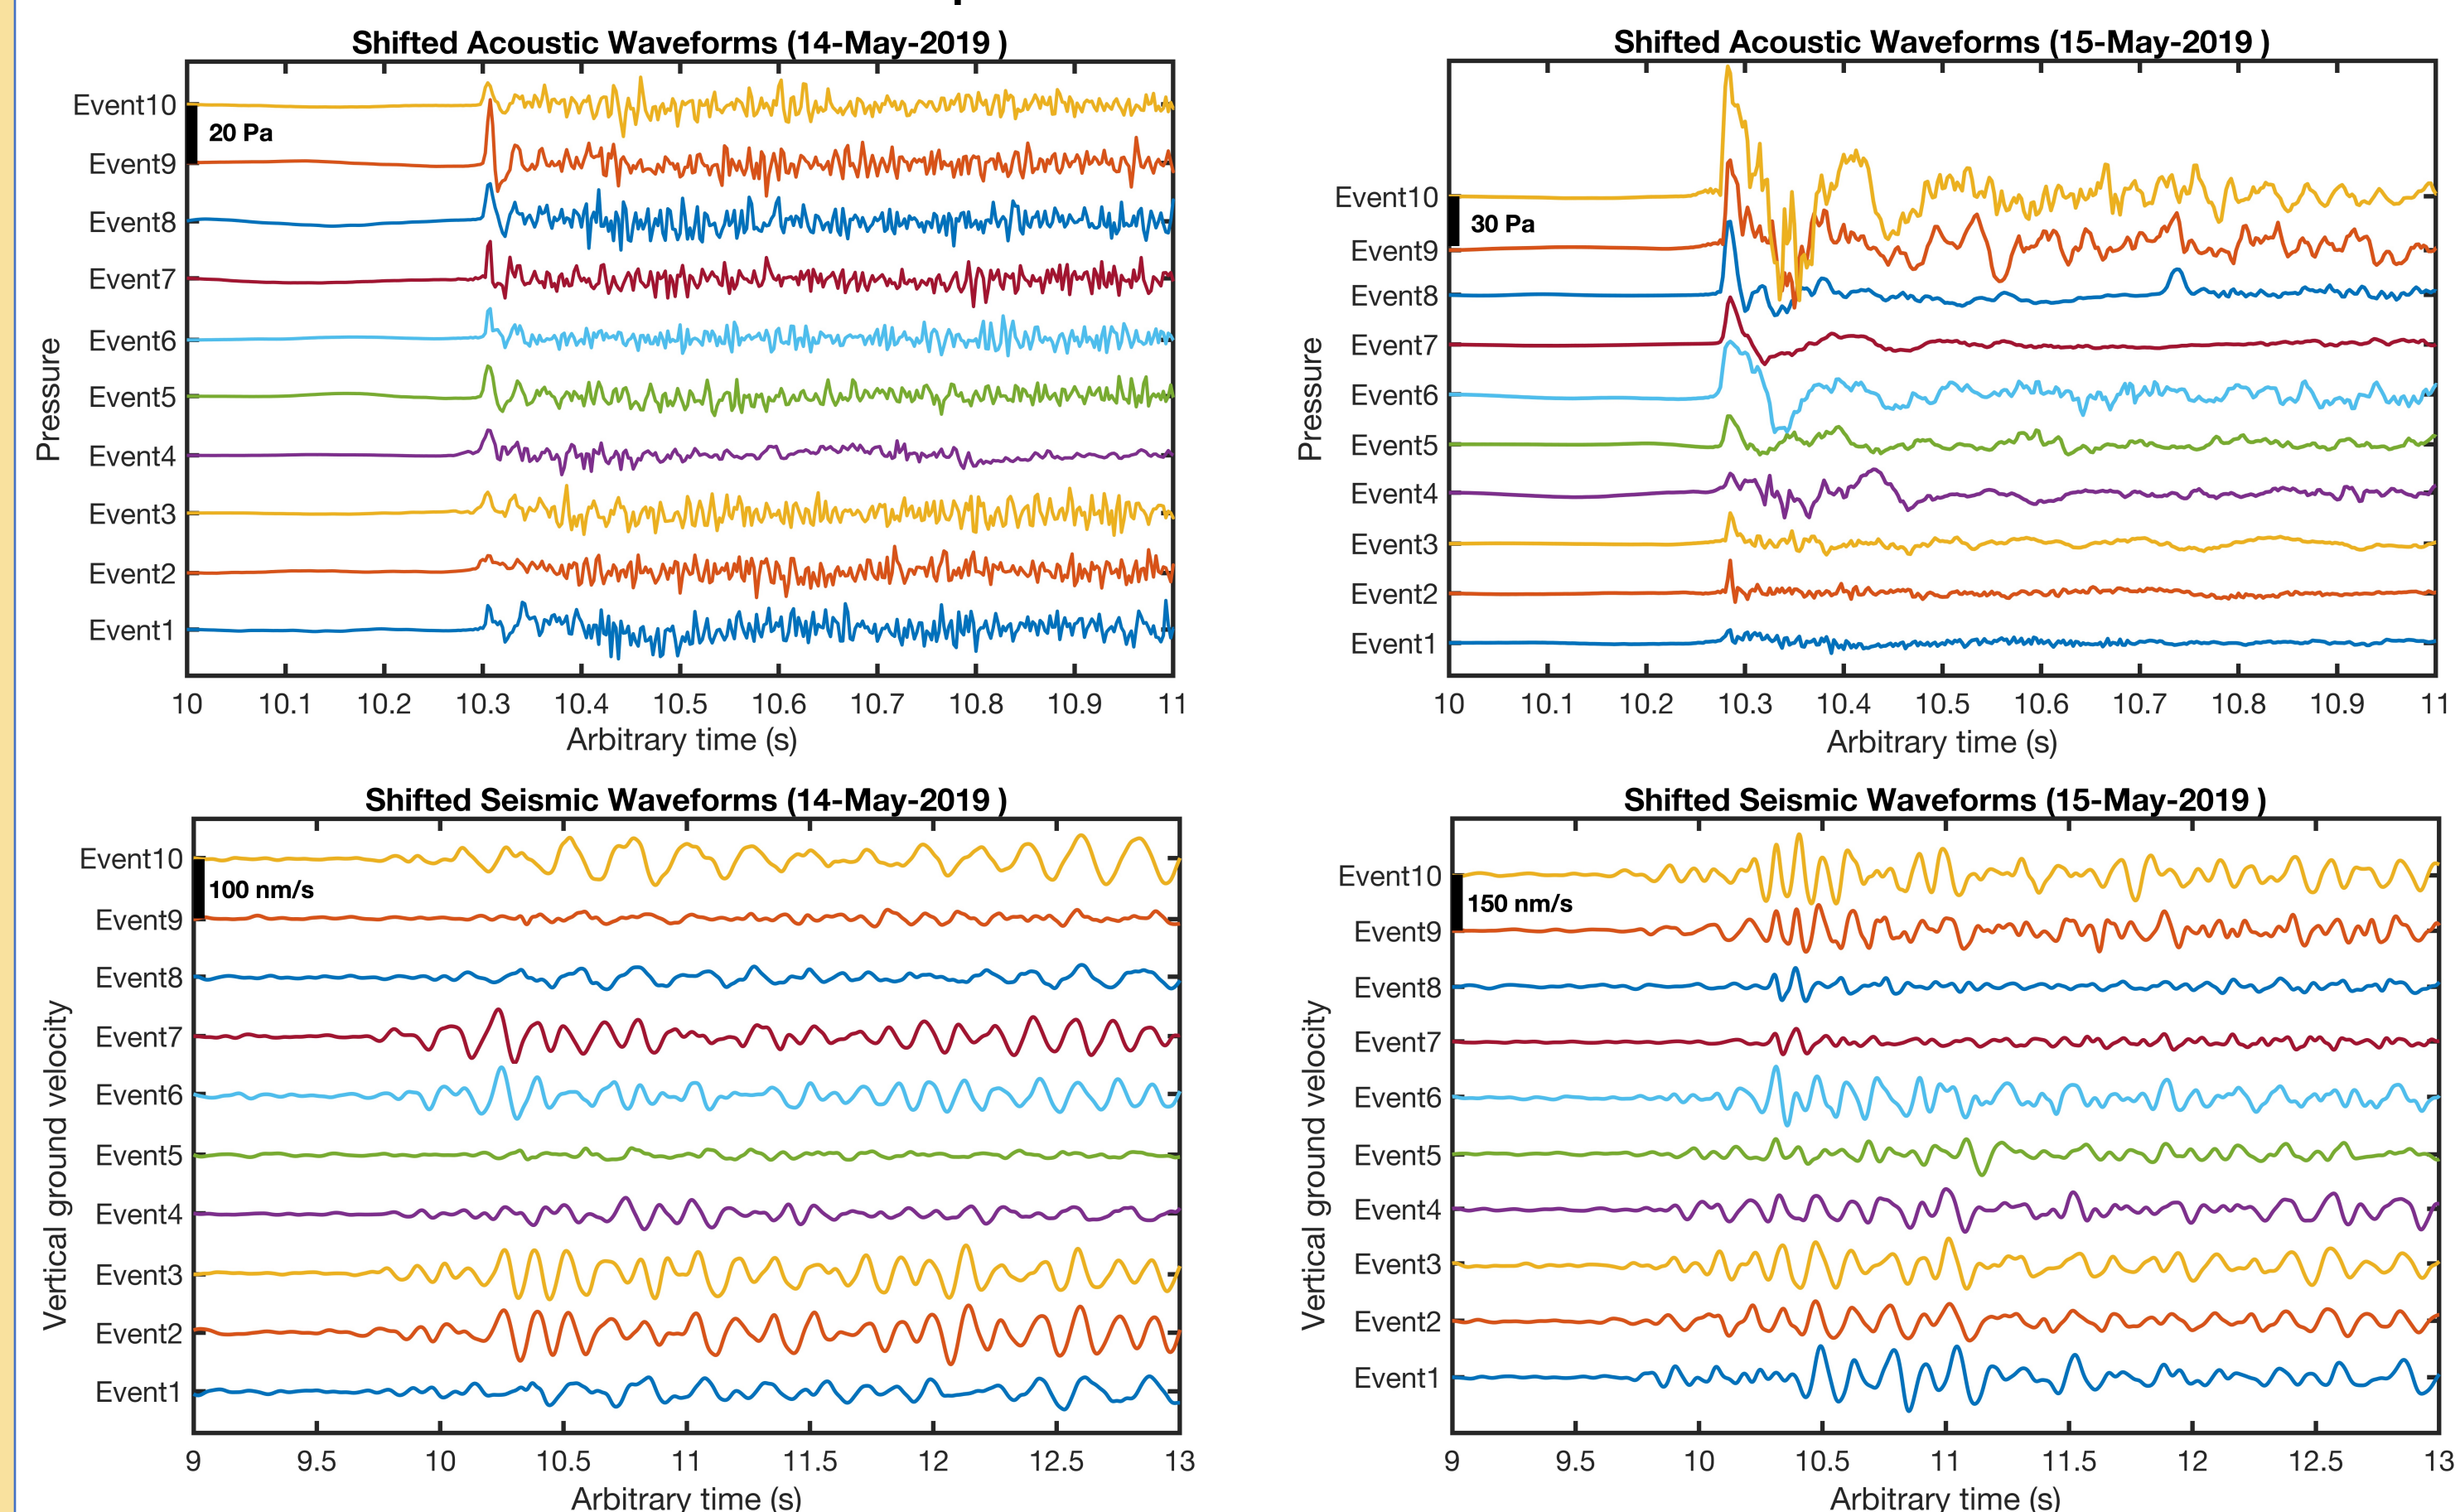 Shifted Acoustic Waveforms (14-May-2019 )
Event10
20 Pa
Event9
Event8
Event7
Event6
Event5
Event4
Event3
Event2
Event1
Pressure
10 10.1 10.2 10.3 10.4 10.5 10.6 10.7 10.8 10.9 11
Arbitrary time (s)
Shifted Acoustic Waveforms (15-May-2019 )
Event10
30 Pa
Event9
Event8
Event7
Event6
Event5
Event4
Event3
Event2
Event1
Pressure
10 10.1 10.2 10.3 10.4 10.5 10.6 10.7 10.8 10.9 11
Arbitrary time (s)
Shifted Seismic Waveforms (14-May-2019 )
Event10
100 nm/s
Event9
Event8
Event7
Event6
Event5
Event4
Event3
Event2
Event1
Vertical ground velocity
9 9.5 10 10.5 11 11.5 12 12.5 13
Arbitrary time (s)
Shifted Seismic Waveforms (15-May-2019 )
Event10
150 nm/s
Event9
Event8
Event7
Event6
Event5
Event4
Event3
Event2
Event1
Vertical ground velocity
9 9.5 10 10.5 11 11.5 12 12.5 13
Arbitrary time (s)